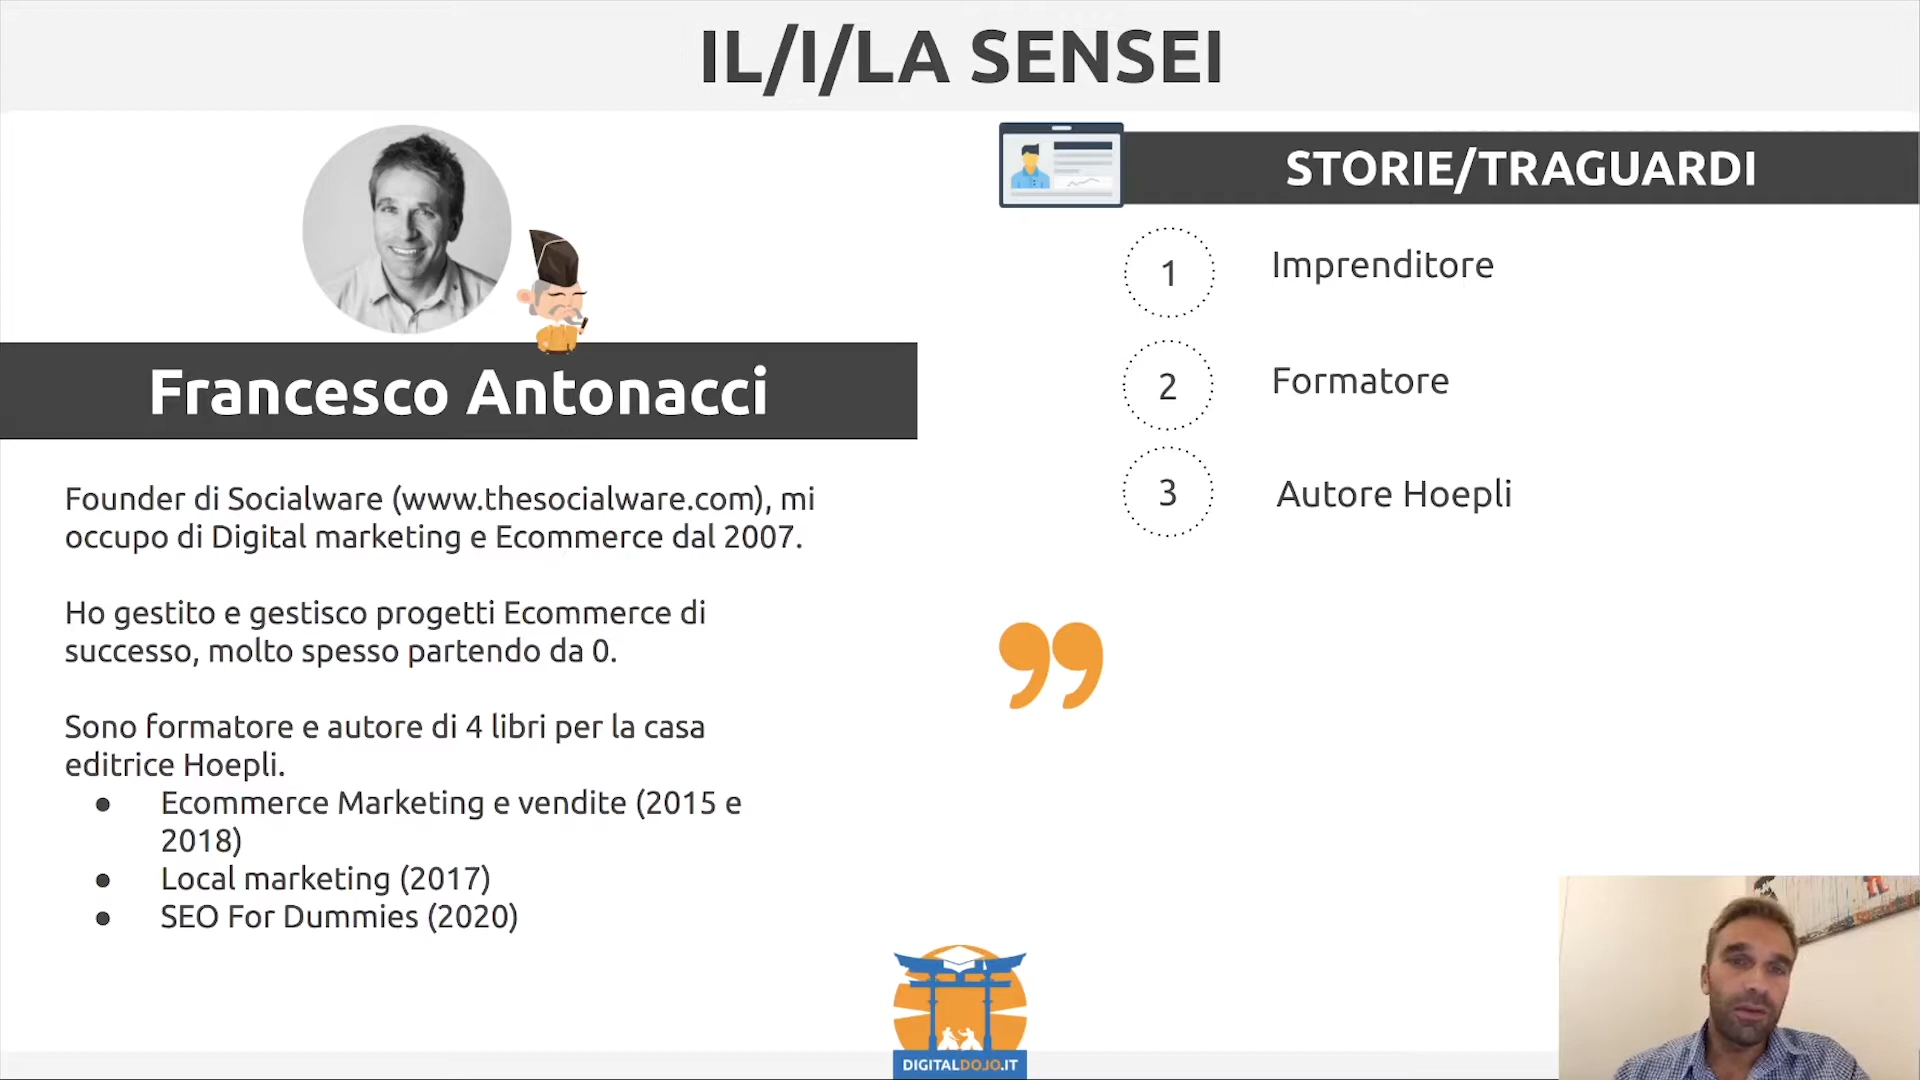 IL/I/LA SENSEI
Francesco Antonacci
Founder di Socialware (www.thesocialware.com), mi
occupo di Digital marketing e Ecommerce dal 2007.
Ho gestito e gestisco progetti Ecommerce di
successo, molto spesso partendo da 0.
Sono formatore e autore di 4 libri per la casa
editrice Hoepli.
● Ecommerce Marketing e vendite (2015 e
2018)
● Local marketing (2017)
● SEO For Dummies (2020)
STORIE/TRAGUARDI
1 Imprenditore
2 Formatore
3 Autore Hoepli
”
DIGITALDOJO.IT